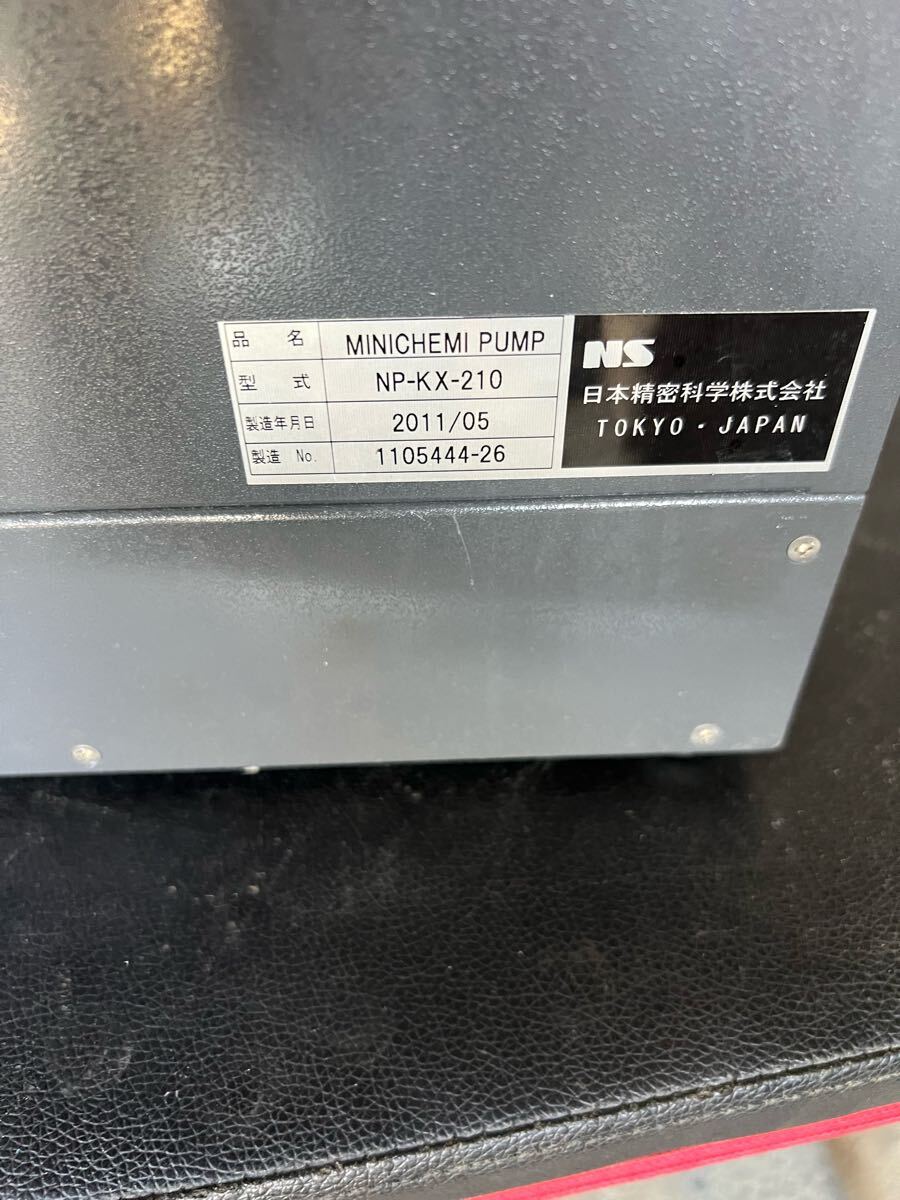 品名 MINICHEMI PUMP
型式 NP-KX-210
製造年月日 2011/05
製造 No. 1105444-26
NS
日本精密科学株式会社
TOKYO・JAPAN